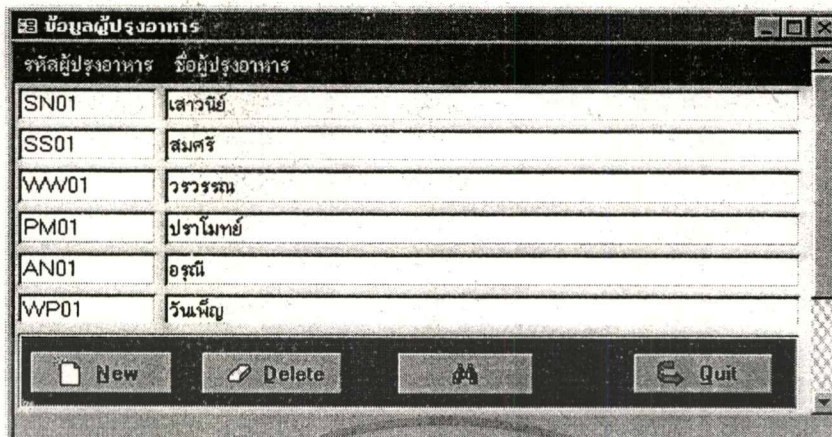 ข้อมูลผู้ปรุงอาหาร
รหัสผู้ปรุงอาหาร ชื่อผู้ปรุงอาหาร
SN01 เสาวนีย์
SS01 สมศรี
WW01 วรวรรณ
PM01 ปราโมทย์
AN01 อรุณี
WP01 วันเพ็ญ
New Delete Quit